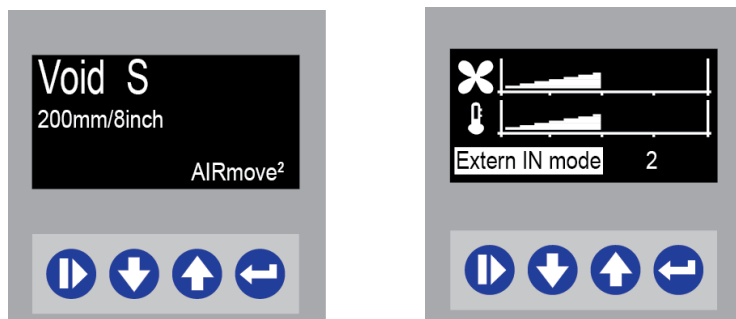 Void S
200mm/8inch
AIRmove²
Extern IN mode 2